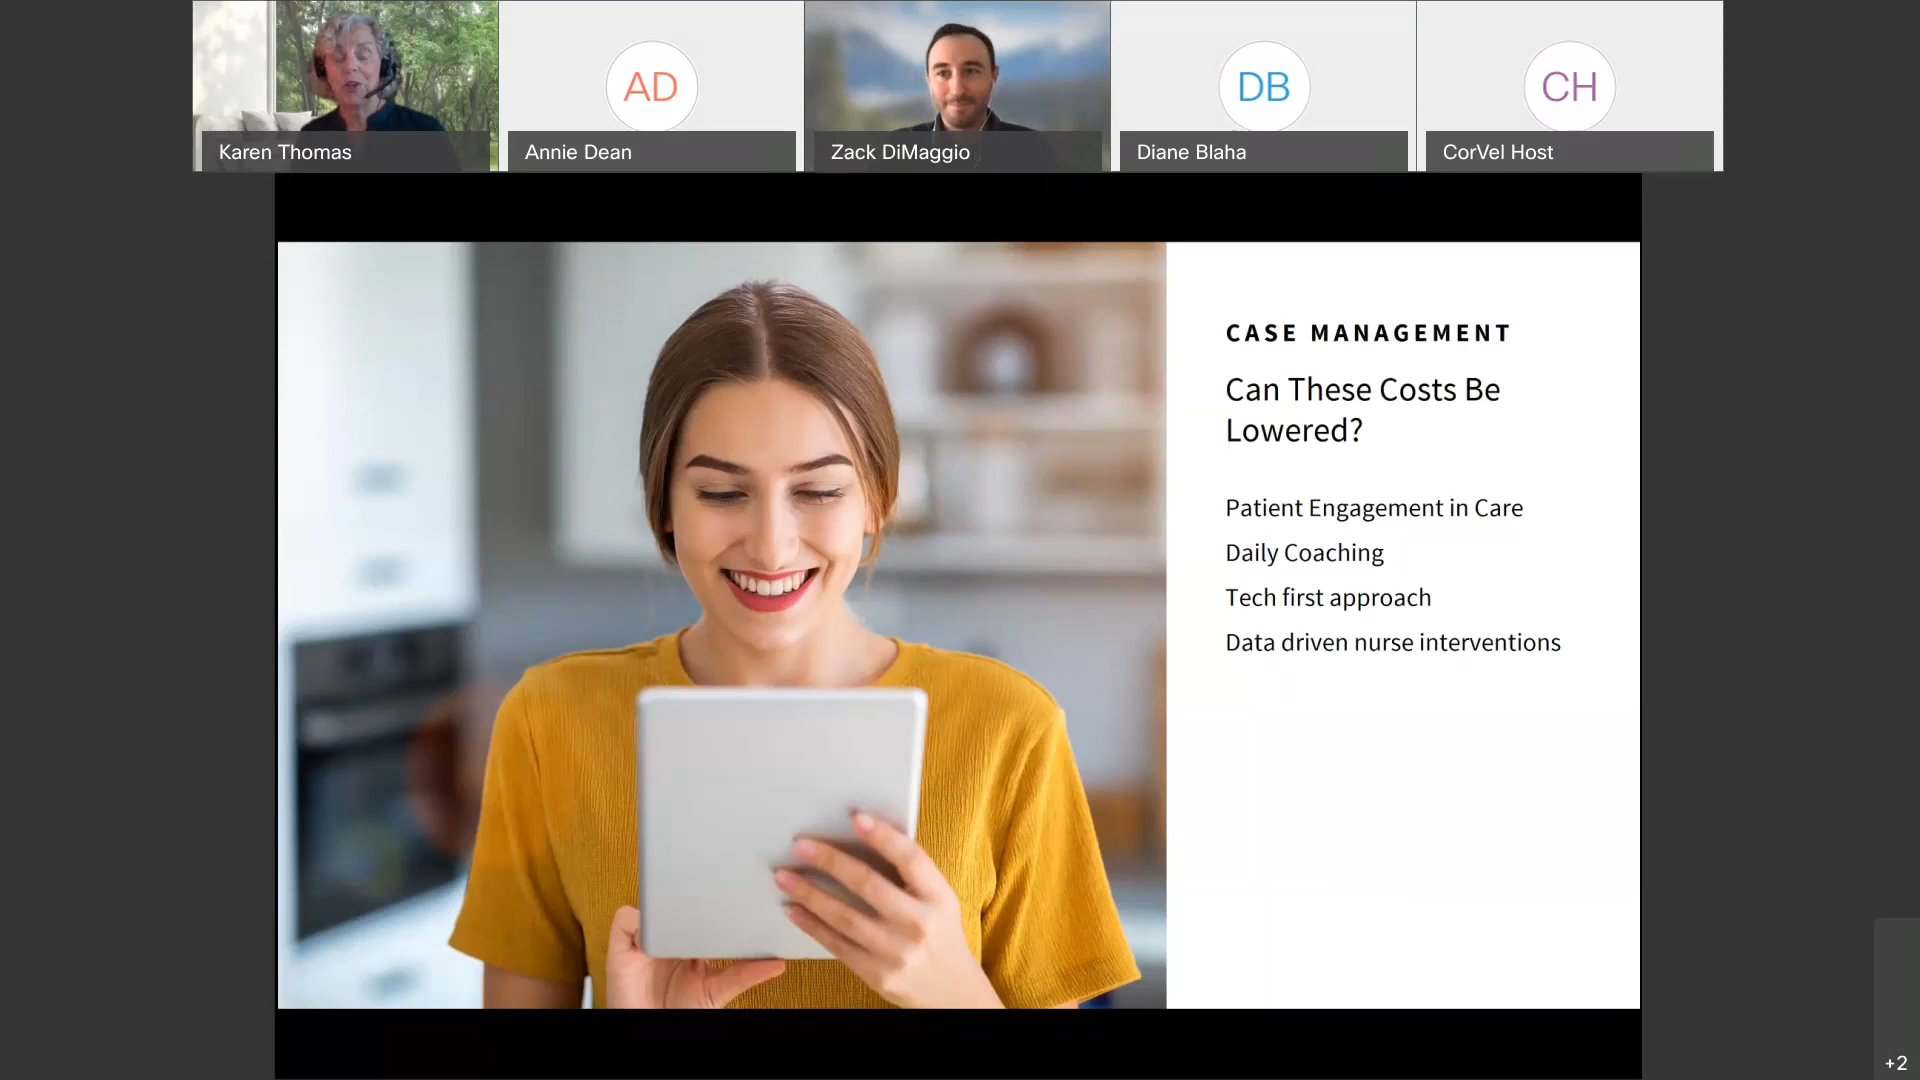 AD
DB
CH
Karen Thomas
Annie Dean
Zack DiMaggio
Diane Blaha
CorVel Host
CASE MANAGEMENT
Can These Costs Be
Lowered?
Patient Engagement in Care
Daily Coaching
Tech first approach
Data driven nurse interventions
+2